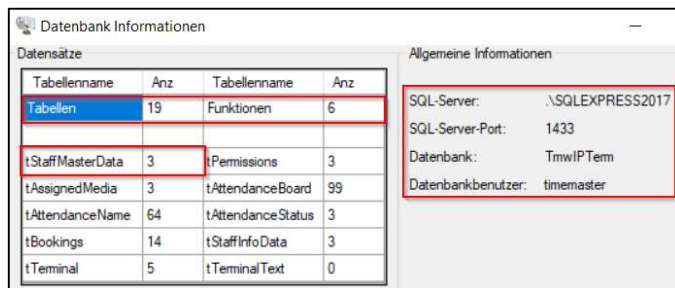 Datenbank Informationen
Datensätze
Tabellenname Anz Tabellenname Anz
Tabellen 19 Funktionen 6
tStaffMasterData 3 tPermissions 3
tAssignedMedia 3 tAttendanceBoard 99
tAttendanceName 64 tAttendanceStatus 3
tBookings 14 tStaffInfoData 3
tTerminal 5 tTerminalText 0
Allgemeine Informationen
SQL-Server: .\SQLEXPRESS2017
SQL-Server-Port: 1433
Datenbank: TmwIPTerm
Datenbankbenutzer: timemaster